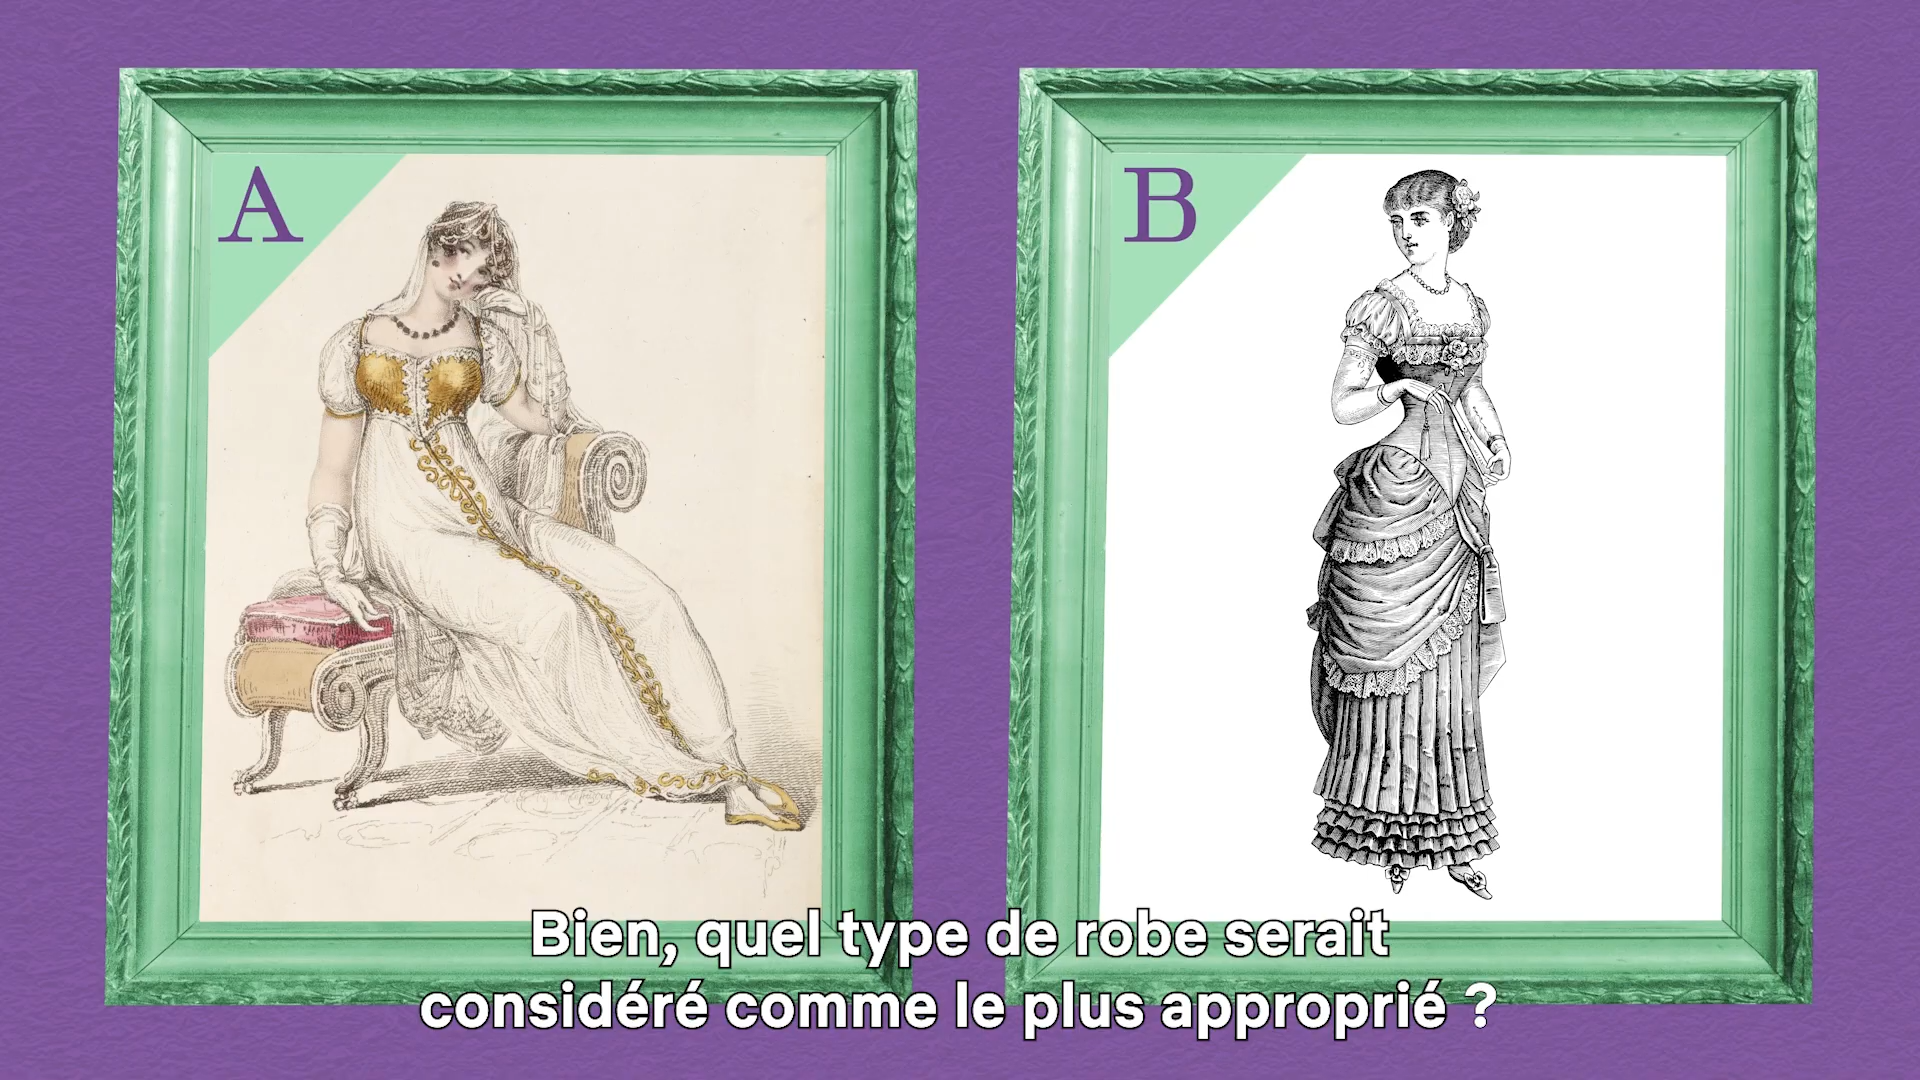 A
B
Bien, quel type de robe serait
considéré comme le plus approprié ?